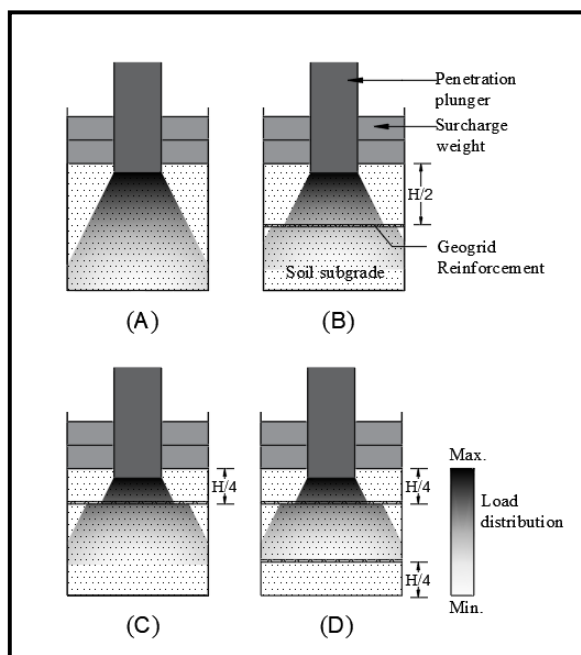 Penetration
plunger
Surcharge
weight
H/2
Geogrid
Reinforcement
Soil subgrade
(A)
(B)
H/4
H/4
H/4
Max.
Load
distribution
Min.
(C)
(D)